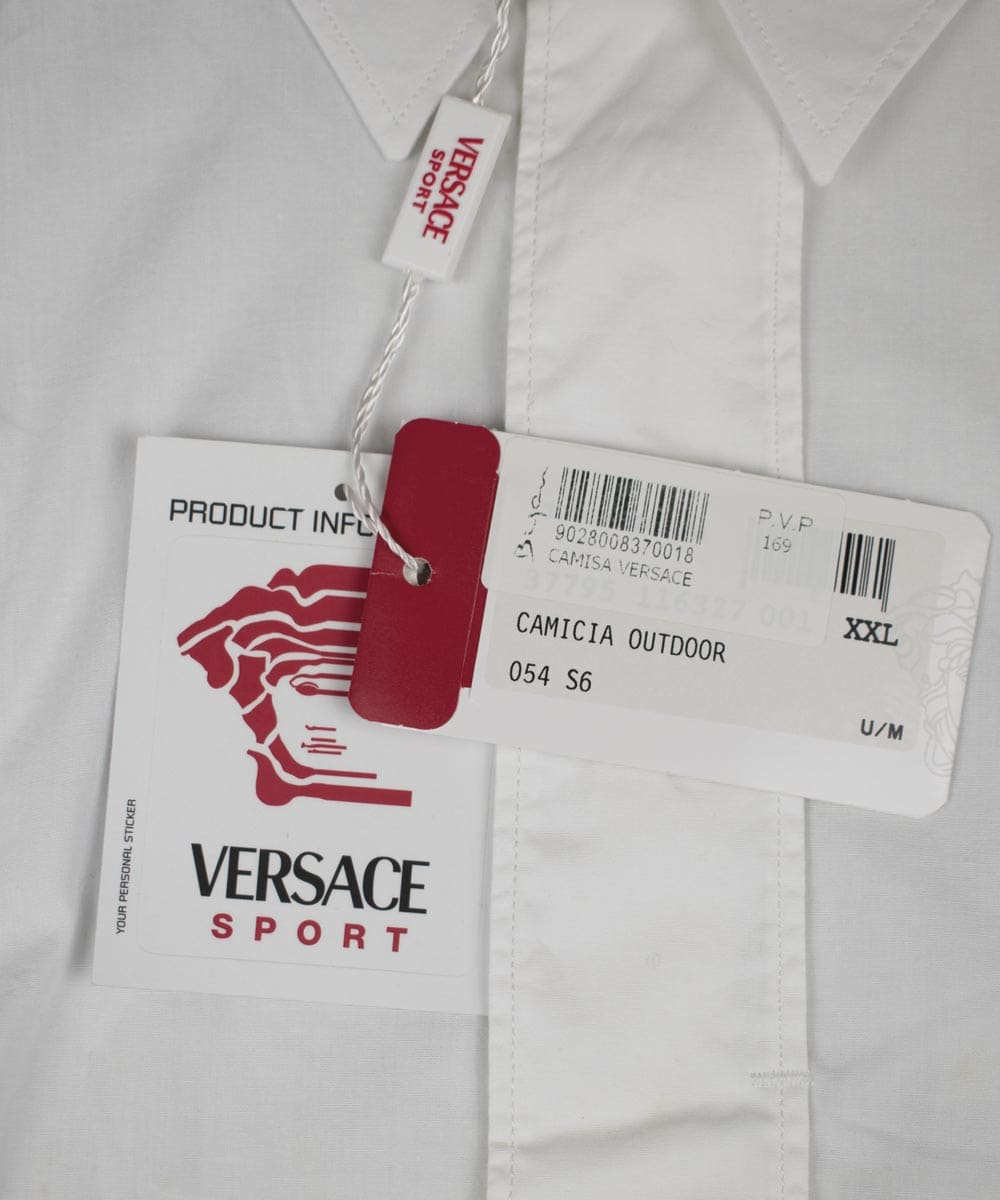 VERSACE
SPORT
PRODUCT INFO
9028008370018
CAMISA VERSACE
P.V.P
169
37795 116327 001
XXL
CAMICIA OUTDOOR
054 S6
U/M
YOUR PERSONAL STICKER
VERSACE
SPORT